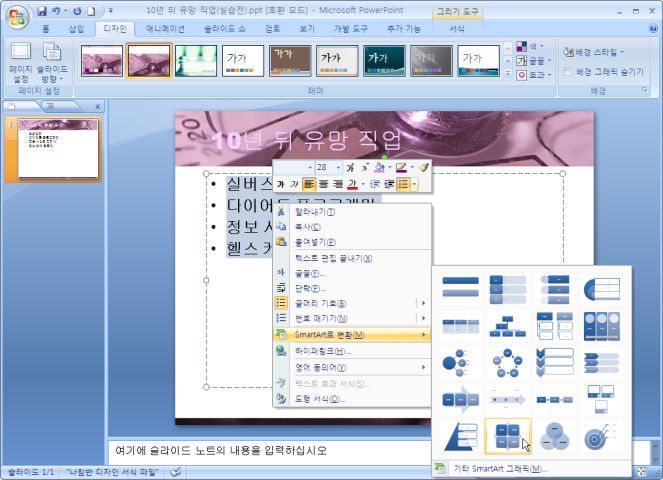 10년 뒤 유망 직업(실습전).ppt [호환 모드] - Microsoft PowerPoint
그리기 도구
홈 삽입 디자인 애니메이션 슬라이드 쇼 검토 보기 개발 도구 추가 기능 서식
페이지 설정 슬라이드 방향
가가 가가 가가 가가 가가 가가
색
글꼴
효과
배경 스타일
배경 그래픽 숨기기
페이지 설정 테마 배경
1
10년 뒤 유망 직업
28
가 가 가
실버스
다이어트 프로그래머
정보 시
헬스 케
잘라내기(T)
복사(C)
붙여넣기(P)
텍스트 편집 끝내기(X)
글꼴(F)...
단락(P)...
글머리 기호(B)
번호 매기기(N)
SmartArt로 변환(M)
하이퍼링크(H)...
영어 동의어(Y)
텍스트 효과 서식(S)...
도형 서식(O)...
기타 SmartArt 그래픽(M)...
여기에 슬라이드 노트의 내용을 입력하십시오
슬라이드 1/1 "나침반 디자인 서식 파일"